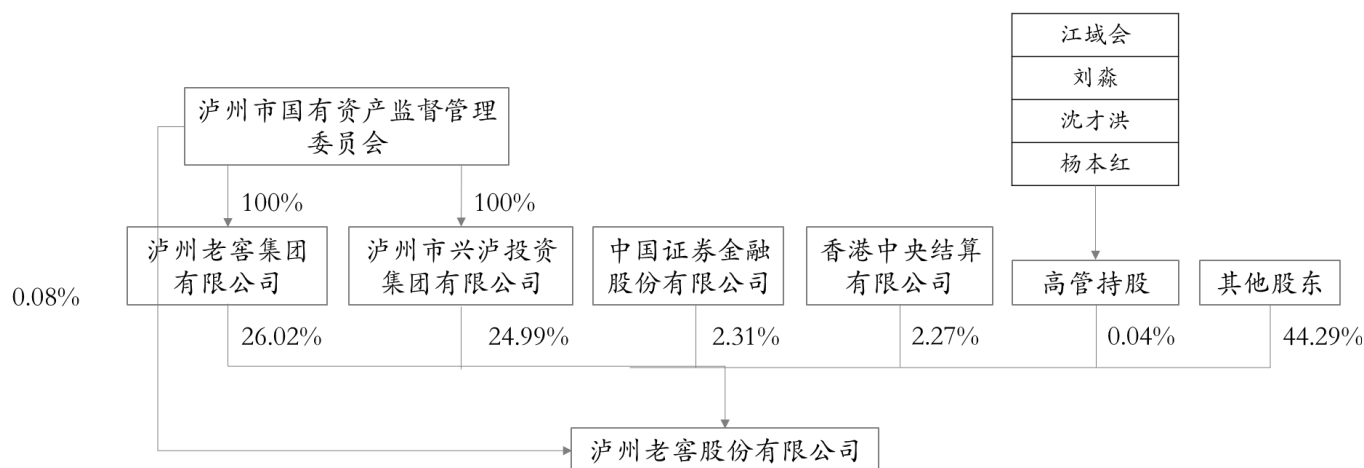 江域会
刘淼
沈才洪
杨本红
泸州市国有资产监督管理
委员会
100%
100%
泸州老窖集团
有限公司
泸州市兴泸投资
集团有限公司
中国证券金融
股份有限公司
香港中央结算
有限公司
高管持股
其他股东
0.08%
26.02%
24.99%
2.31%
2.27%
0.04%
44.29%
泸州老窖股份有限公司